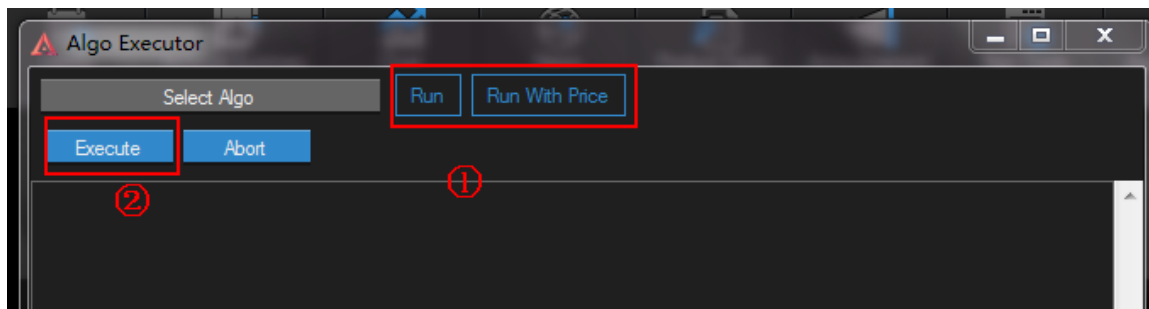 Algo Executor
Select Algo Run Run With Price
Execute Abort
①
②